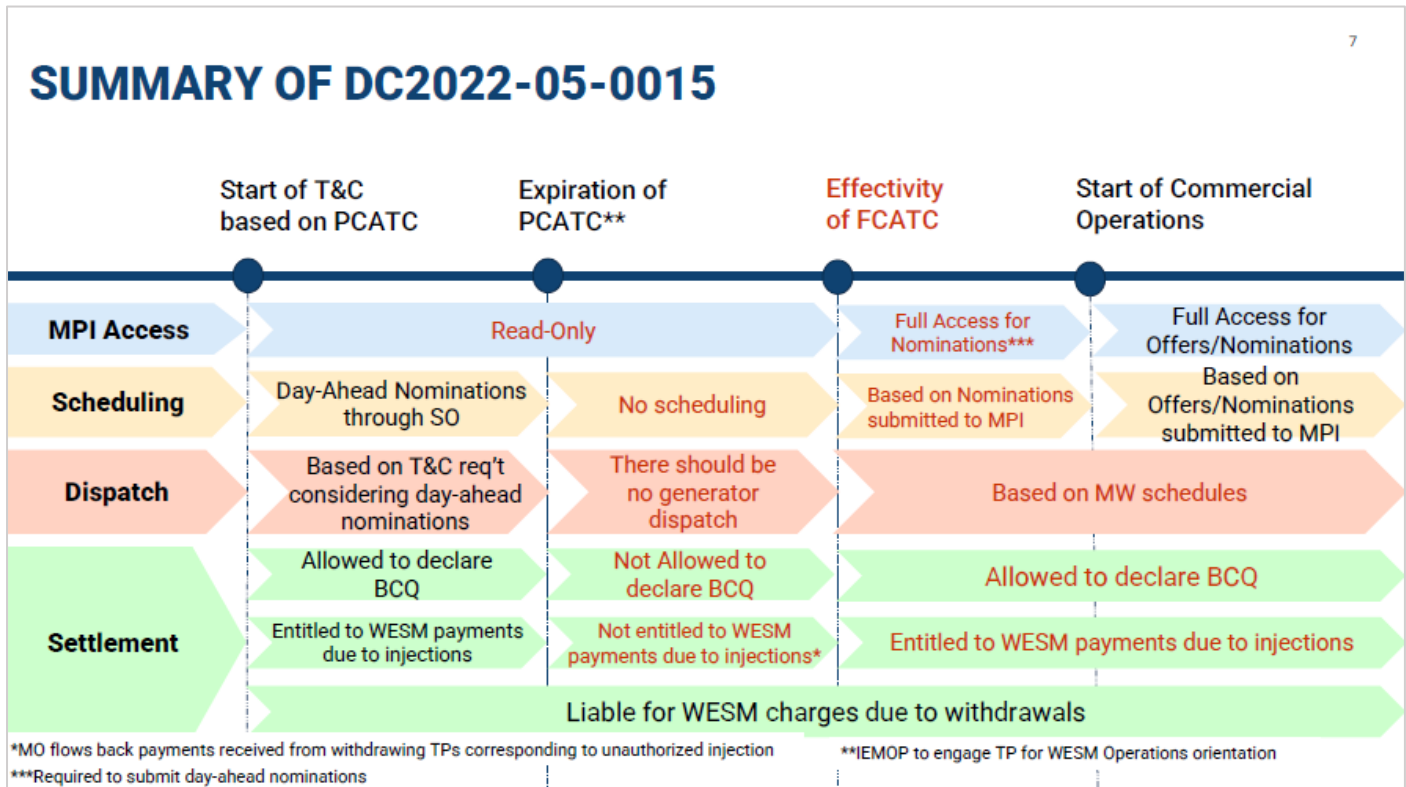 7
SUMMARY OF DC2022-05-0015
Start of T&C
based on PCATC
Expiration of
PCATC**
Effectivity
of FCATC
Start of Commercial
Operations
MPI Access
Read-Only
Full Access for
Nominations***
Full Access for
Offers/Nominations
Scheduling
Day-Ahead Nominations
through SO
No scheduling
Based on Nominations
submitted to MPI
Based on
Offers/Nominations
submitted to MPI
Dispatch
Based on T&C req't
considering day-ahead
nominations
There should be
no generator
dispatch
Based on MW schedules
Settlement
Allowed to declare
BCQ
Not Allowed to
declare BCQ
Allowed to declare BCQ
Entitled to WESM payments
due to injections
Not entitled to WESM
payments due to injections*
Entitled to WESM payments due to injections
Liable for WESM charges due to withdrawals
*MO flows back payments received from withdrawing TPs corresponding to unauthorized injection
**IEMOP to engage TP for WESM Operations orientation
***Required to submit day-ahead nominations